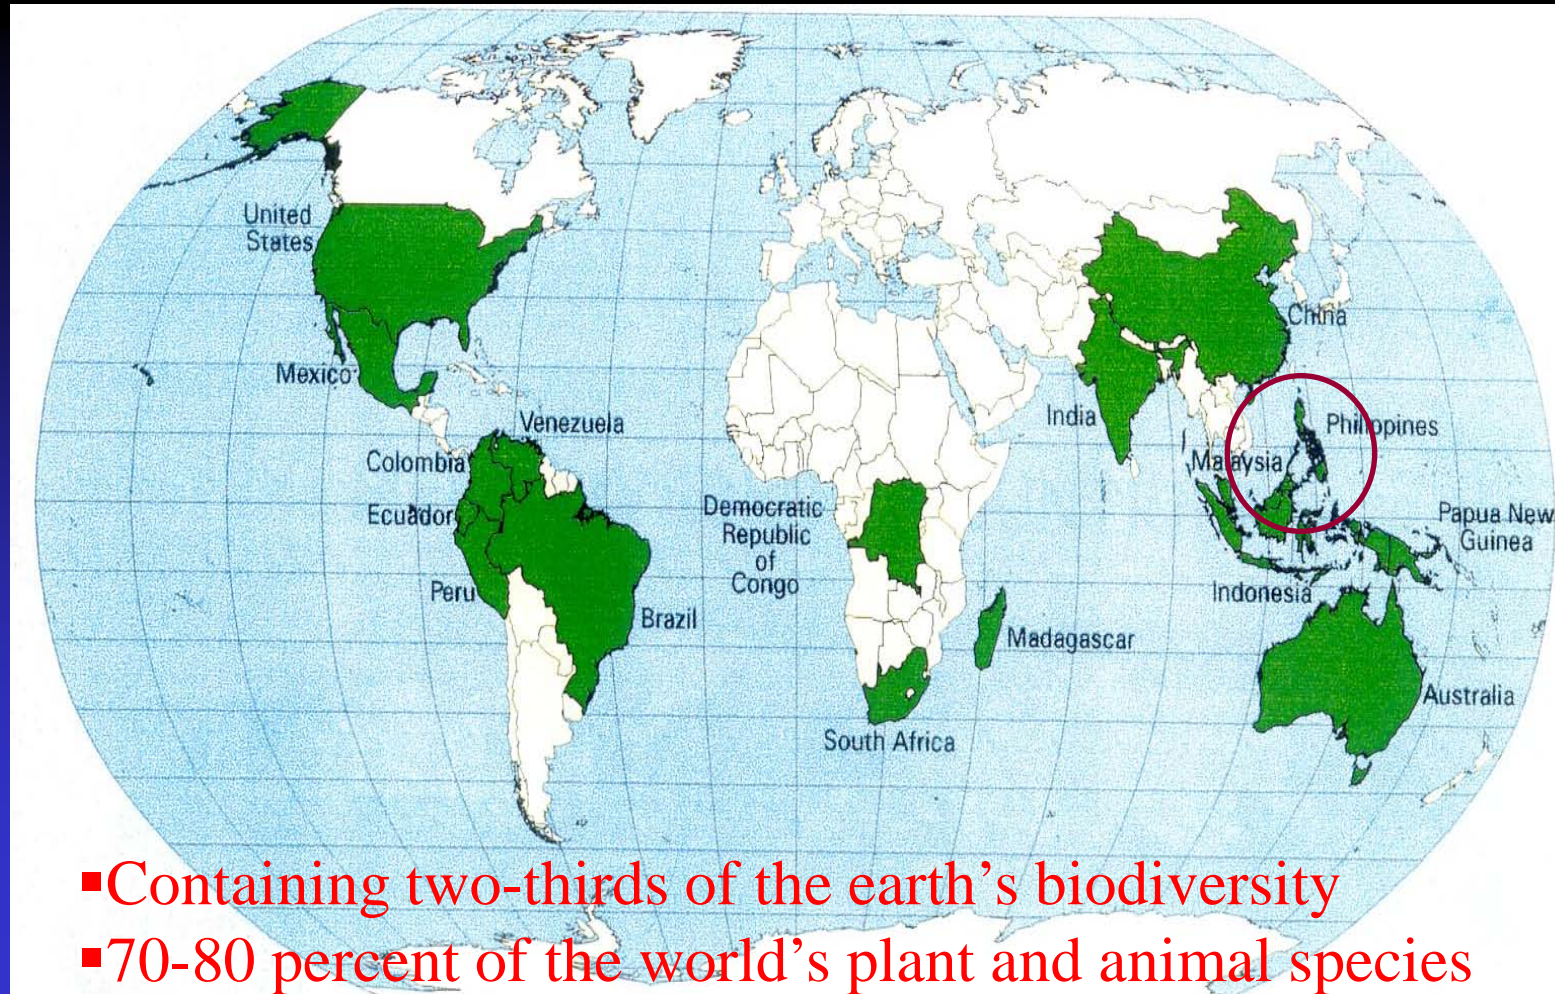 United
States
China
Mexico
Venezuela
India
Philippines
Colombia
Malaysia
Ecuador
Democratic
Republic
of
Congo
Papua New
Guinea
Peru
Indonesia
Brazil
Madagascar
Australia
South Africa
▪Containing two-thirds of the earth’s biodiversity
▪70-80 percent of the world’s plant and animal species